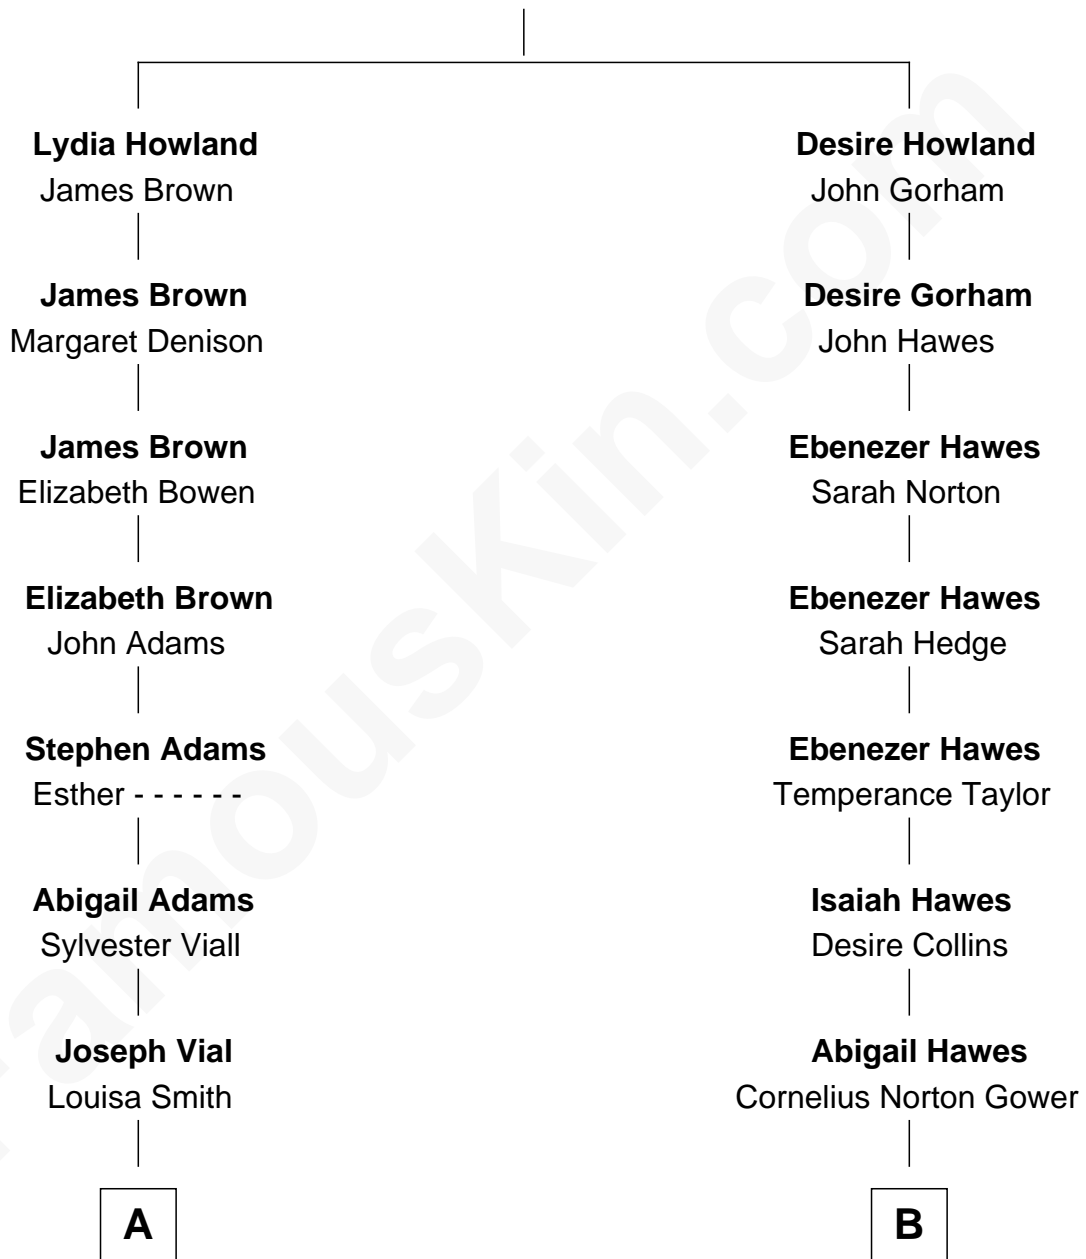 Lydia Howland
James Brown
James Brown
Margaret Denison
James Brown
Elizabeth Bowen
Elizabeth Brown
John Adams
Stephen Adams
Esther - - - - - -
Abigail Adams
Sylvester Viall
Joseph Vial
Louisa Smith
A
Desire Howland
John Gorham
Desire Gorham
John Hawes
Ebenezer Hawes
Sarah Norton
Ebenezer Hawes
Sarah Hedge
Ebenezer Hawes
Temperance Taylor
Isaiah Hawes
Desire Collins
Abigail Hawes
Cornelius Norton Gower
B
FamousKin.com